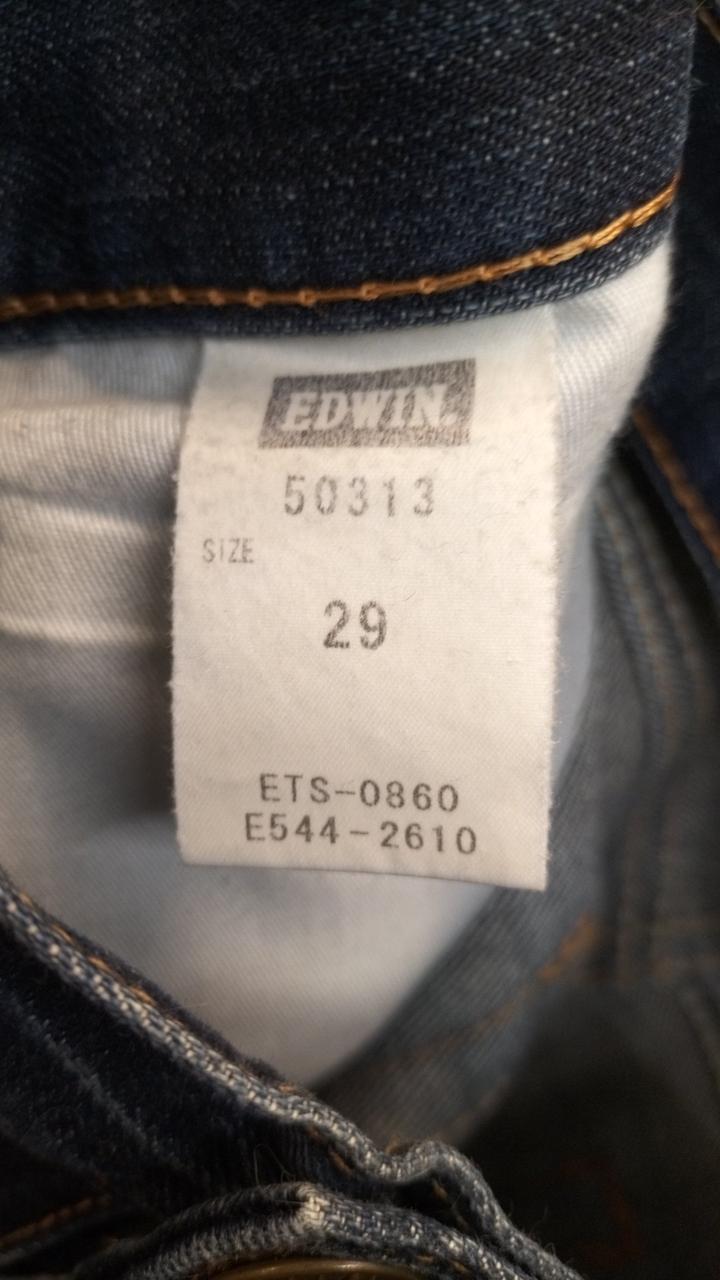 EDWIN
50313
SIZE
29
ETS-0860
E544-2610